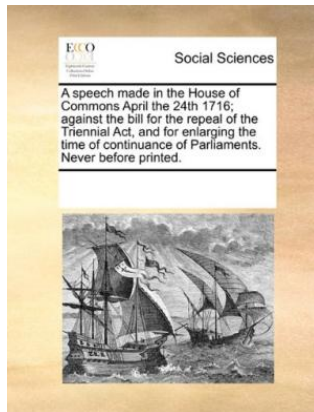 ECCO
Social Sciences
A speech made in the House of
Commons April the 24th 1716;
against the bill for the repeal of the
Triennial Act, and for enlarging the
time of continuance of Parliaments.
Never before printed.